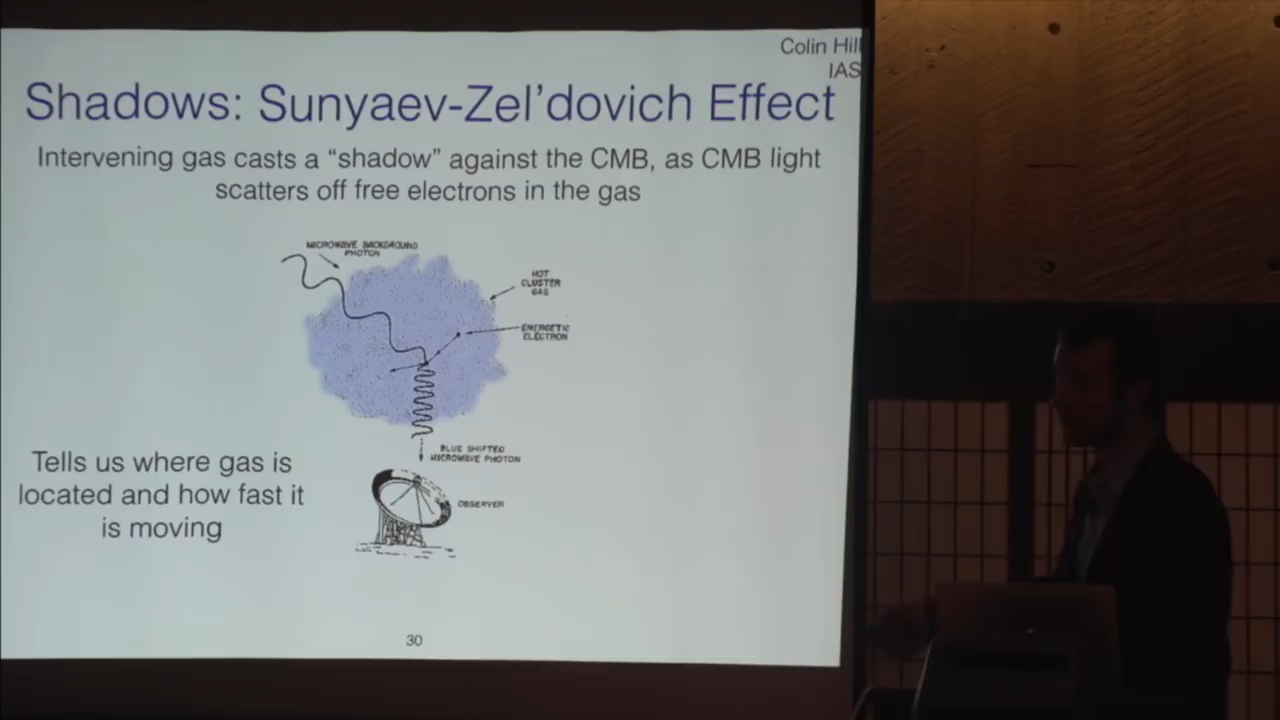 Colin Hill
IAS
Shadows: Sunyaev-Zel'dovich Effect
Intervening gas casts a “shadow” against the CMB, as CMB light
scatters off free electrons in the gas
MICROWAVE BACKGROUND
PHOTON
HOT
CLUSTER
GAS
ENERGETIC
ELECTRON
BLUE SHIFTED
MICROWAVE PHOTON
Tells us where gas is
located and how fast it
is moving
OBSERVER
30